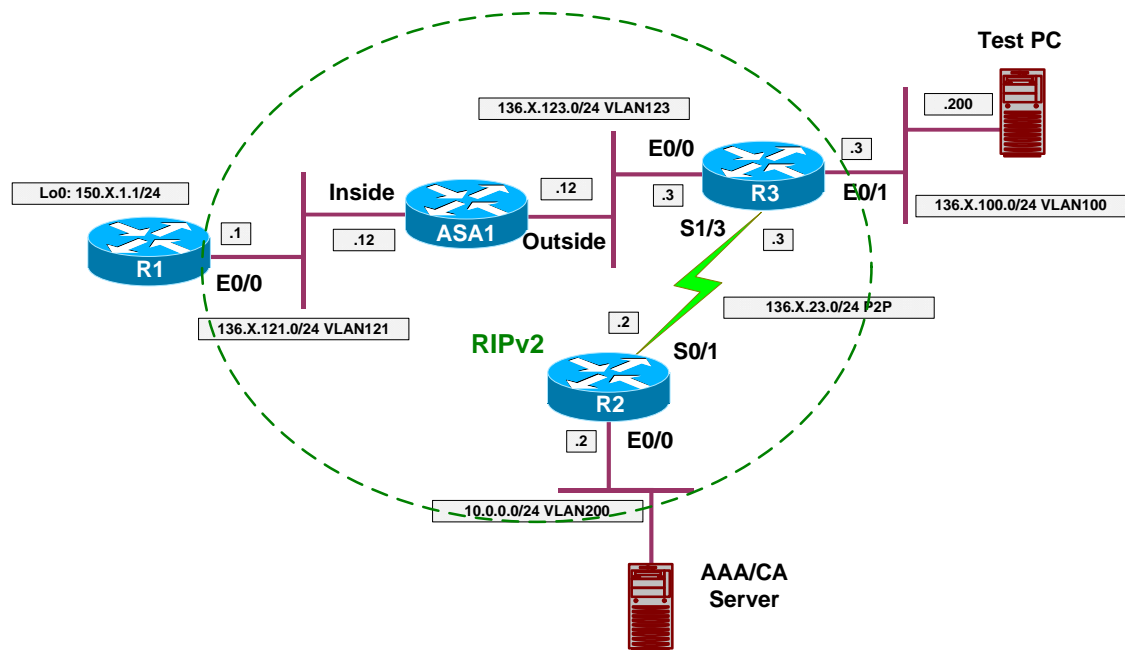 Test PC
136.X.123.0/24 VLAN123
.200
E0/0
.3
Lo0: 150.X.1.1/24
Inside
.12
.3
R3
E0/1
.1
.12
ASA1
Outside
S1/3
.3
136.X.100.0/24 VLAN100
R1
E0/0
136.X.121.0/24 VLAN121
136.X.23.0/24 P2P
.2
RIPv2
S0/1
R2
.2
E0/0
10.0.0.0/24 VLAN200
AAA/CA
Server